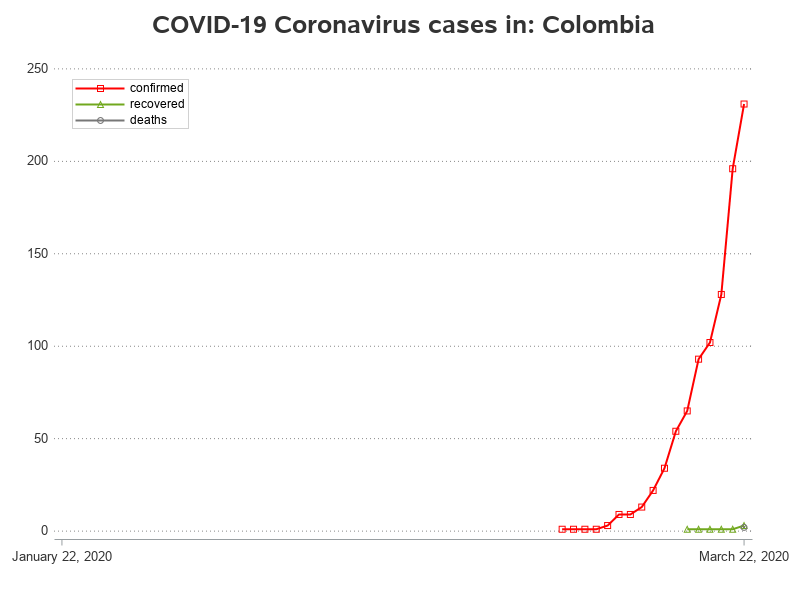 COVID-19 Coronavirus cases in: Colombia
250
confirmed
recovered
deaths
200
150
100
50
0
January 22, 2020
March 22, 2020